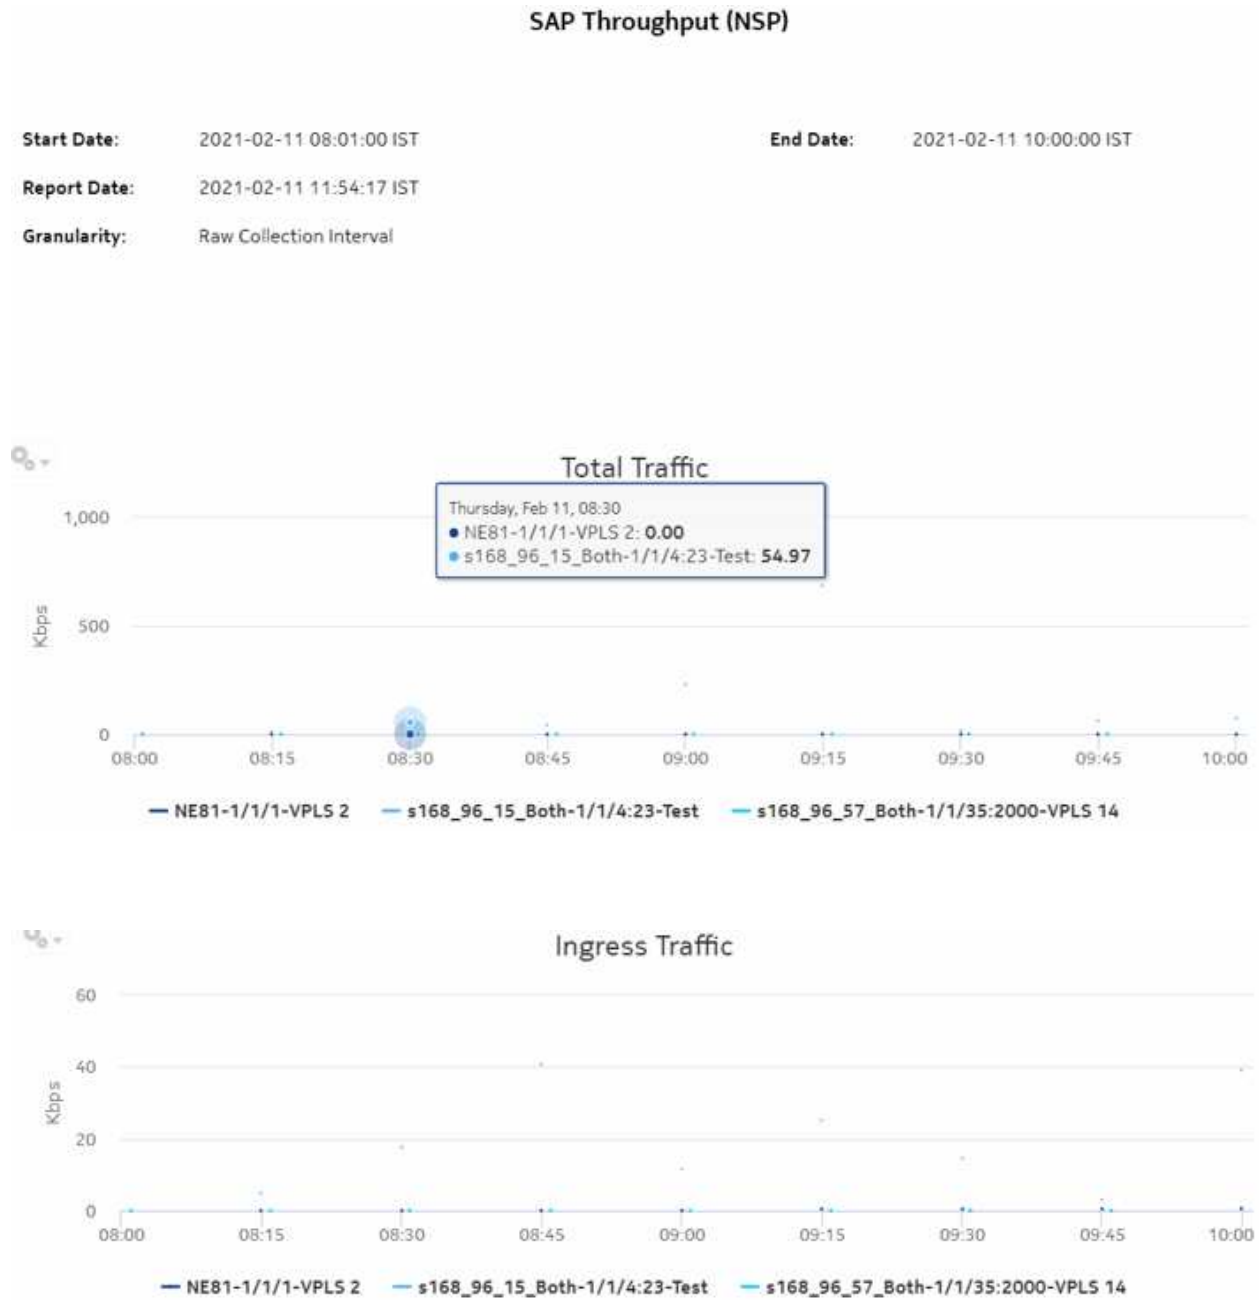 SAP Throughput (NSP)
Start Date: 2021-02-11 08:01:00 IST End Date: 2021-02-11 10:00:00 IST
Report Date: 2021-02-11 11:54:17 IST
Granularity: Raw Collection Interval
Total Traffic
Thursday, Feb 11, 08:30
NE81-1/1/1-VPLS 2: 0.00
s168_96_15_Both-1/1/4:23-Test: 54.97
1,000
500
0
Kbps
08:00 08:15 08:30 08:45 09:00 09:15 09:30 09:45 10:00
NE81-1/1/1-VPLS 2 s168_96_15_Both-1/1/4:23-Test s168_96_57_Both-1/1/35:2000-VPLS 14
Ingress Traffic
60
40
20
0
Kbps
08:00 08:15 08:30 08:45 09:00 09:15 09:30 09:45 10:00
NE81-1/1/1-VPLS 2 s168_96_15_Both-1/1/4:23-Test s168_96_57_Both-1/1/35:2000-VPLS 14